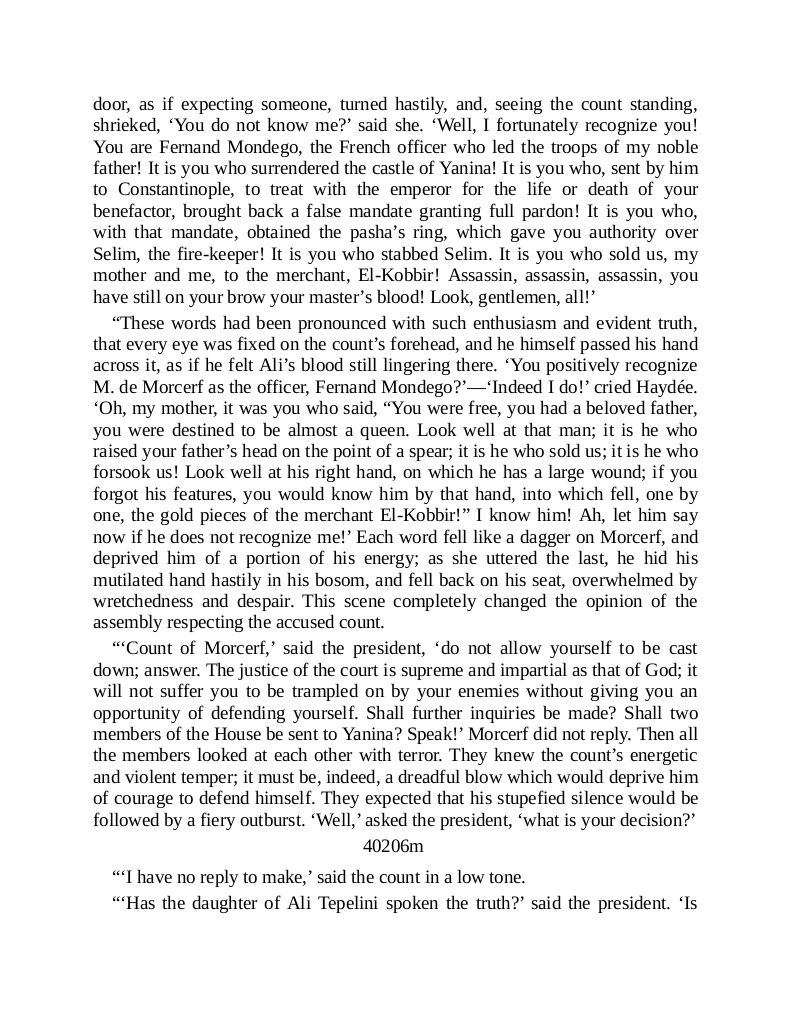 door, as if expecting someone, turned hastily, and, seeing the count standing,
shrieked, ‘You do not know me?’ said she. ‘Well, I fortunately recognize you!
You are Fernand Mondego, the French officer who led the troops of my noble
father! It is you who surrendered the castle of Yanina! It is you who, sent by him
to Constantinople, to treat with the emperor for the life or death of your
benefactor, brought back a false mandate granting full pardon! It is you who,
with that mandate, obtained the pasha’s ring, which gave you authority over
Selim, the fire-keeper! It is you who stabbed Selim. It is you who sold us, my
mother and me, to the merchant, El-Kobbir! Assassin, assassin, assassin, you
have still on your brow your master’s blood! Look, gentlemen, all!’
“These words had been pronounced with such enthusiasm and evident truth,
that every eye was fixed on the count’s forehead, and he himself passed his hand
across it, as if he felt Ali’s blood still lingering there. ‘You positively recognize
M. de Morcerf as the officer, Fernand Mondego?’—‘Indeed I do!’ cried Haydée.
‘Oh, my mother, it was you who said, “You were free, you had a beloved father,
you were destined to be almost a queen. Look well at that man; it is he who
raised your father’s head on the point of a spear; it is he who sold us; it is he who
forsook us! Look well at his right hand, on which he has a large wound; if you
forgot his features, you would know him by that hand, into which fell, one by
one, the gold pieces of the merchant El-Kobbir!” I know him! Ah, let him say
now if he does not recognize me!’ Each word fell like a dagger on Morcerf, and
deprived him of a portion of his energy; as she uttered the last, he hid his
mutilated hand hastily in his bosom, and fell back on his seat, overwhelmed by
wretchedness and despair. This scene completely changed the opinion of the
assembly respecting the accused count.
“‘Count of Morcerf,’ said the president, ‘do not allow yourself to be cast
down; answer. The justice of the court is supreme and impartial as that of God; it
will not suffer you to be trampled on by your enemies without giving you an
opportunity of defending yourself. Shall further inquiries be made? Shall two
members of the House be sent to Yanina? Speak!’ Morcerf did not reply. Then all
the members looked at each other with terror. They knew the count’s energetic
and violent temper; it must be, indeed, a dreadful blow which would deprive him
of courage to defend himself. They expected that his stupefied silence would be
followed by a fiery outburst. ‘Well,’ asked the president, ‘what is your decision?’
40206m
“‘I have no reply to make,’ said the count in a low tone.
“‘Has the daughter of Ali Tepelini spoken the truth?’ said the president. ‘Is